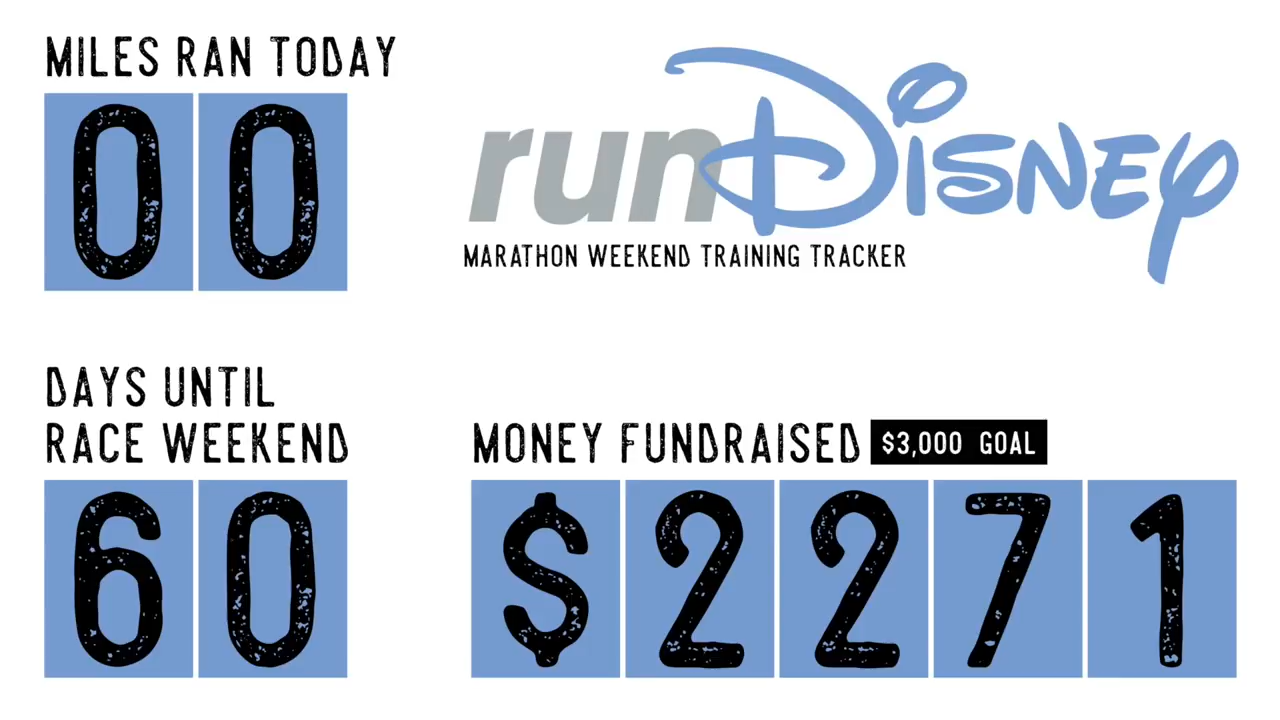 MILES RAN TODAY
00
runDisney
MARATHON WEEKEND TRAINING TRACKER
DAYS UNTIL
RACE WEEKEND
60
MONEY FUNDRAISED $3,000 GOAL
$2271